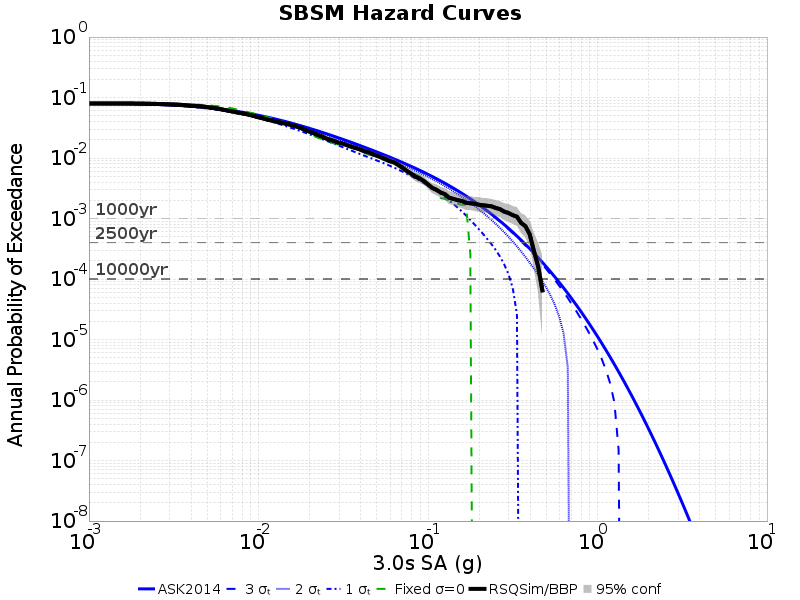 SBSM Hazard Curves
Annual Probability of Exceedance
10^0
10^-1
10^-2
10^-3
10^-4
10^-5
10^-6
10^-7
10^-8
1000yr
2500yr
10000yr
10^-3 10^-2 10^-1 10^0 10^1
3.0s SA (g)
ASK2014 3 σₜ 2 σₜ 1 σₜ Fixed σ=0 RSQSim/BBP 95% conf